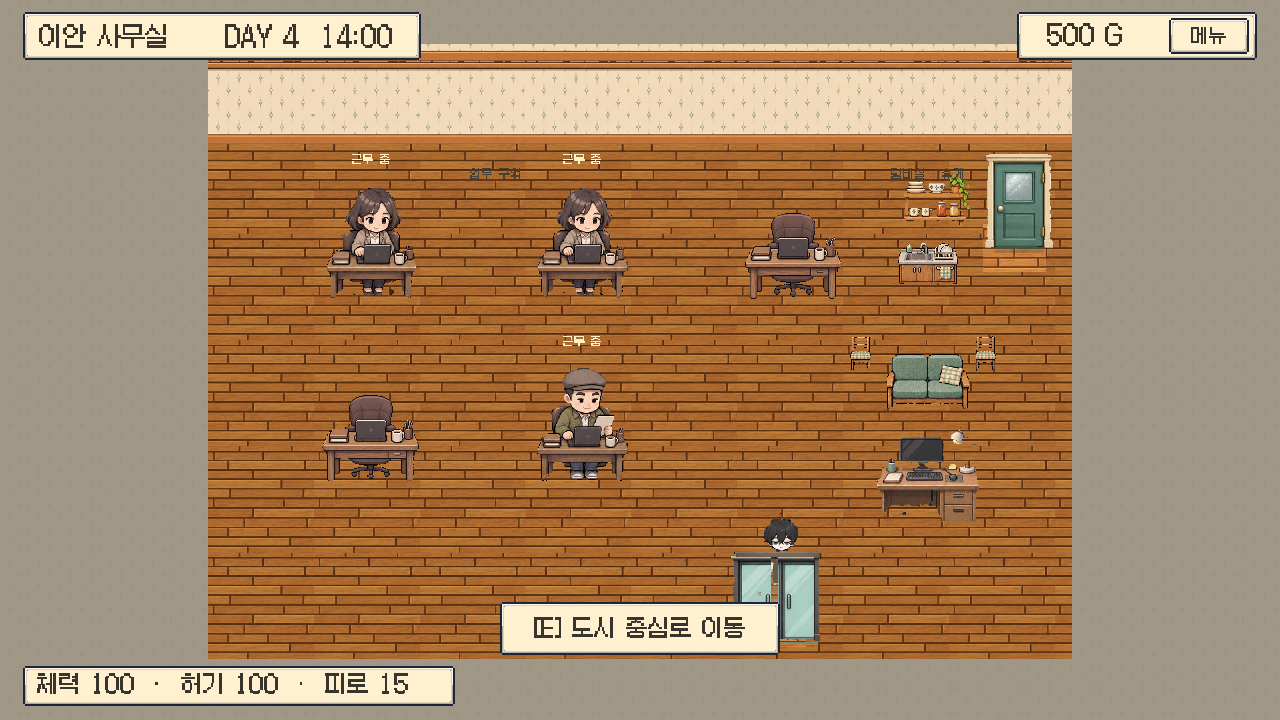 이안 사무실 DAY 4 14:00
500 G 메뉴
근무 중 근무 중
근무 중
[E] 도시 중심로 이동
체력 100 · 허기 100 · 피로 15